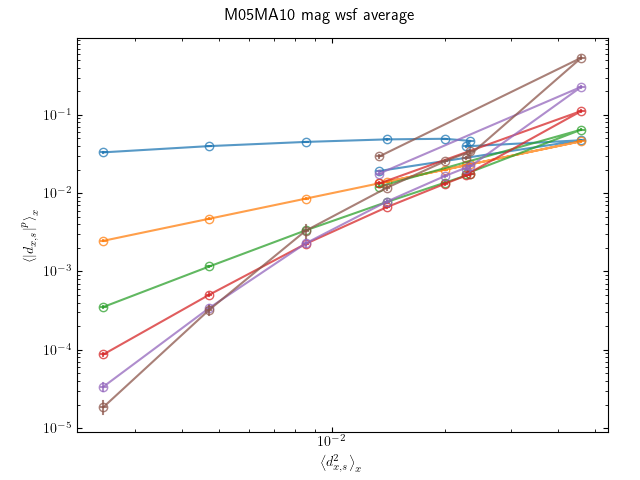 M05MA10 mag wsf average
⟨|d_{x,s}|^p⟩_x
10^{-1}
10^{-2}
10^{-3}
10^{-4}
10^{-5}
10^{-2}
⟨d_{x,s}^2⟩_x